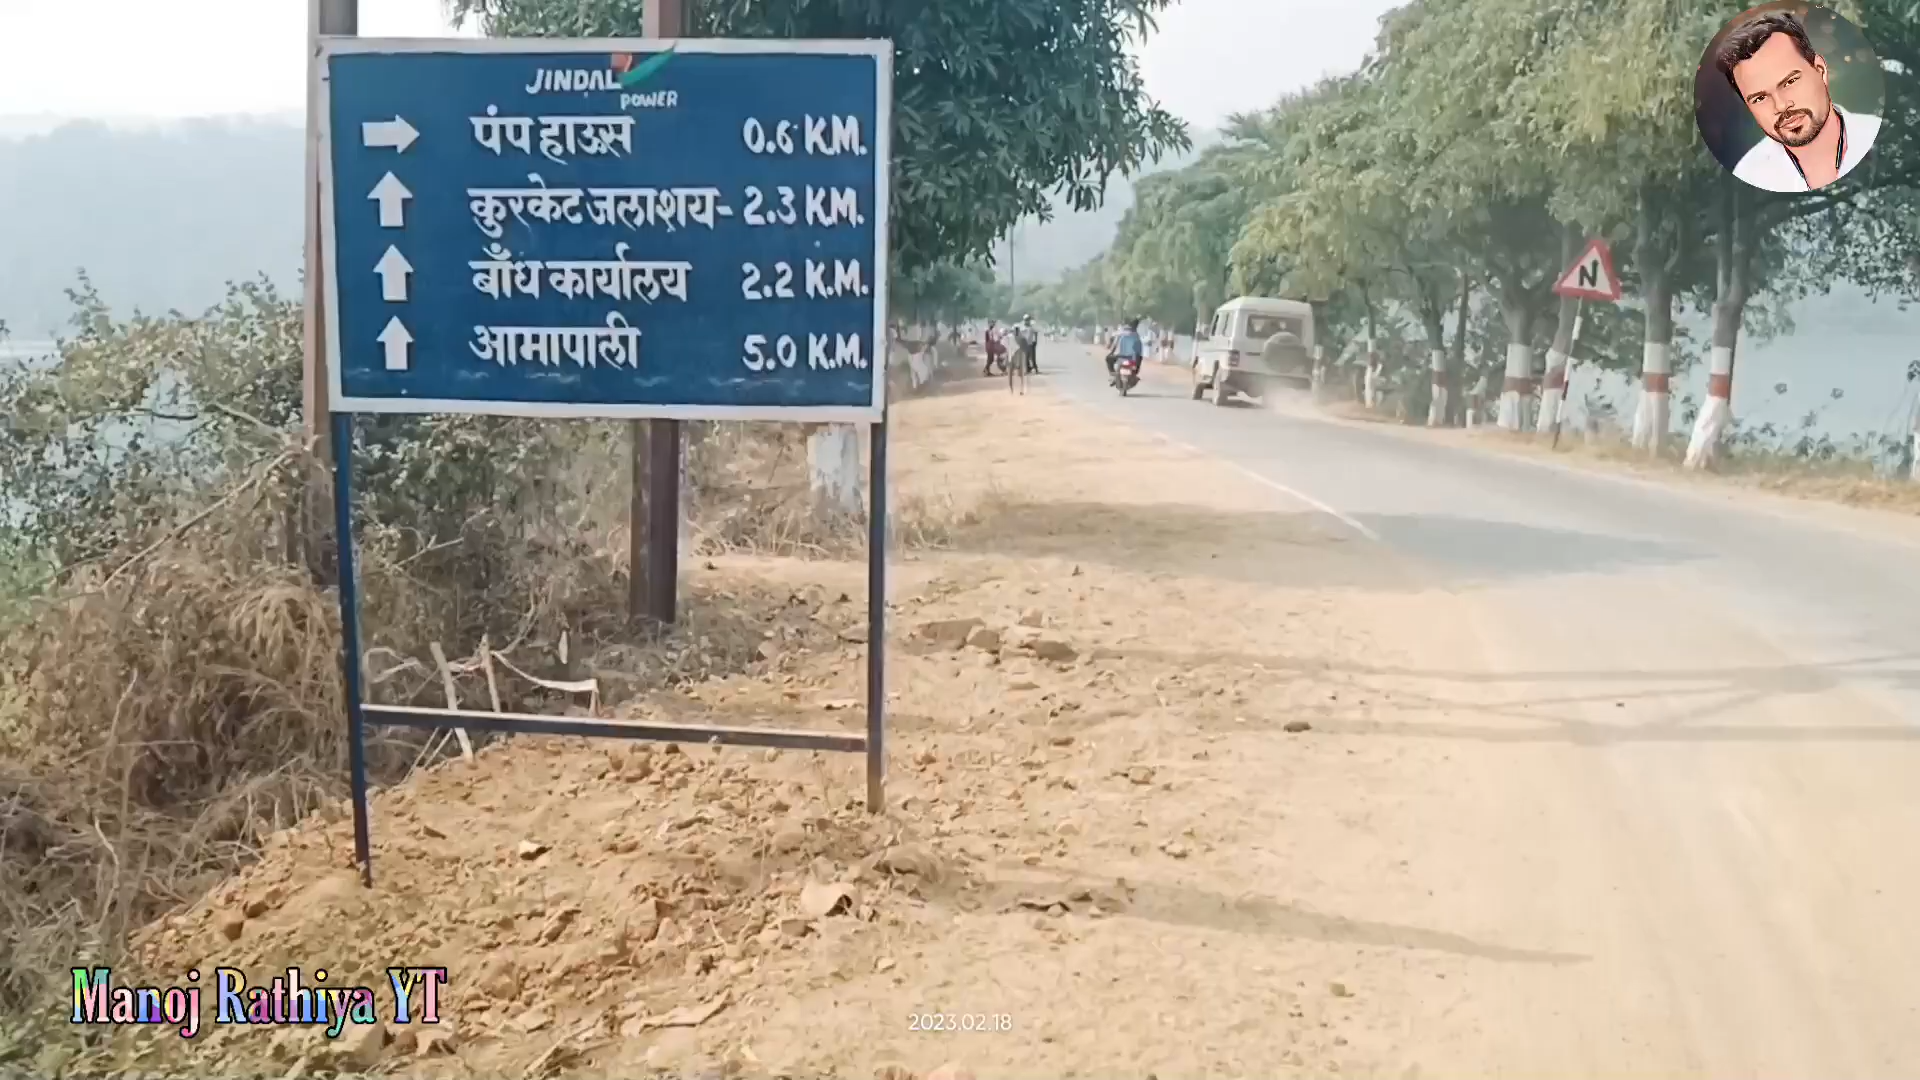 JINDAL
POWER
पंप हाऊस 0.6 K.M.
कुरकेट जलाशय- 2.3 K.M.
बाँध कार्यालय 2.2 K.M.
आमापाली 5.0 K.M.
Manoj Rathiya YT
2023.02.18